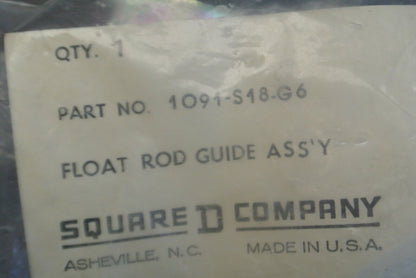 QTY. 1
PART NO. 1091-S18-G6
FLOAT ROD GUIDE ASS'Y
SQUARE D COMPANY
ASHEVILLE, N.C. MADE IN U.S.A.